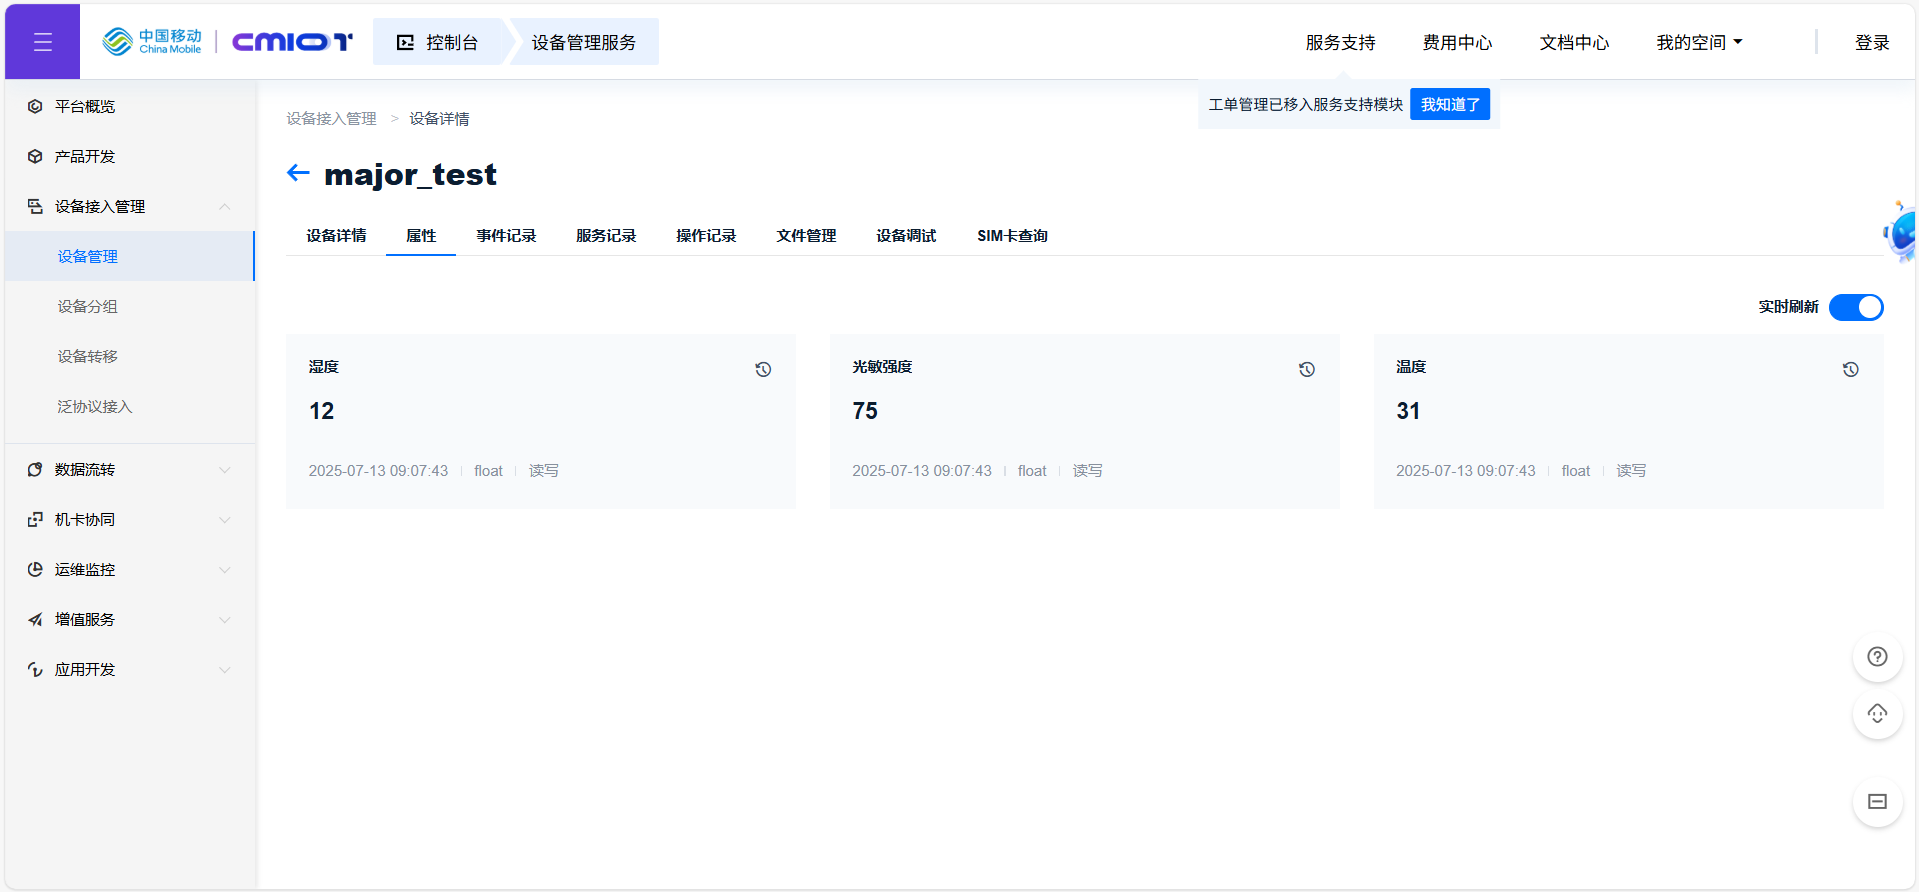 中国移动
China Mobile
CMIOT
控制台
设备管理服务
服务支持
费用中心
文档中心
我的空间
登录
工单管理已移入服务支持模块
我知道了
平台概览
产品开发
设备接入管理
设备管理
设备分组
设备转移
泛协议接入
数据流转
机卡协同
运维监控
增值服务
应用开发
设备接入管理 > 设备详情
major_test
设备详情
属性
事件记录
服务记录
操作记录
文件管理
设备调试
SIM卡查询
实时刷新
湿度
12
2025-07-13 09:07:43 float 读写
光敏强度
75
2025-07-13 09:07:43 float 读写
温度
31
2025-07-13 09:07:43 float 读写